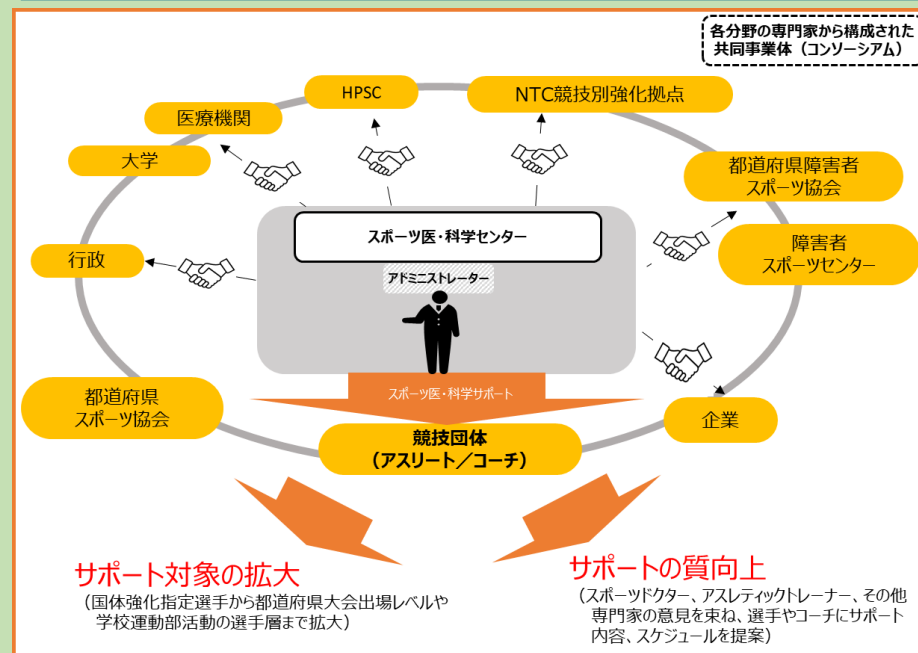 各分野の専門家から構成された
共同事業体（コンソーシアム）
HPSC
NTC競技別強化拠点
医療機関
大学
都道府県障害者
スポーツ協会
スポーツ医・科学センター
行政
障害者
スポーツセンター
アドミニストレーター
スポーツ医・科学サポート
都道府県
スポーツ協会
企業
競技団体
（アスリート／コーチ）
サポート対象の拡大
（国体強化指定選手から都道府県大会出場レベルや
学校運動部活動の選手層まで拡大）
サポートの質向上
（スポーツドクター、アスレティックトレーナー、その他
専門家の意見を束ね、選手やコーチにサポート
内容、スケジュールを提案）